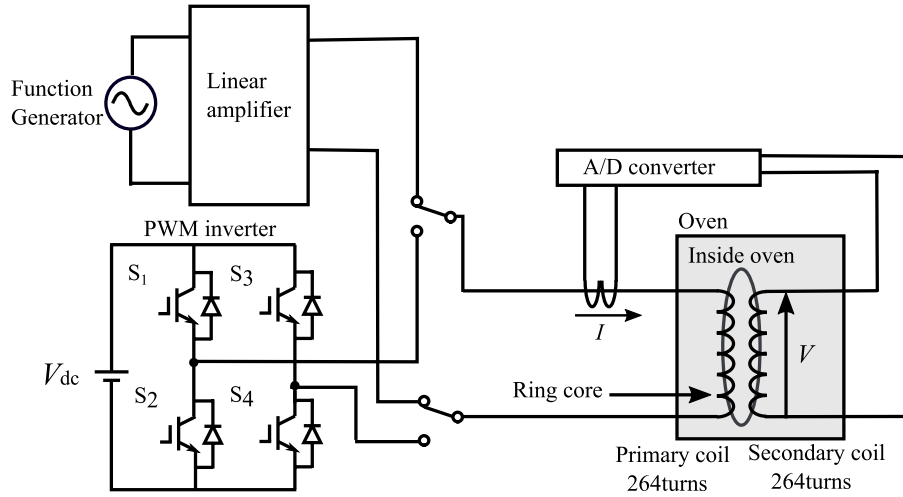 Function
Generator
Linear
amplifier
A/D converter
PWM inverter
Oven
Inside oven
S1
S3
I
V
Vdc
S2
S4
Ring core
Primary coil
264turns
Secondary coil
264turns